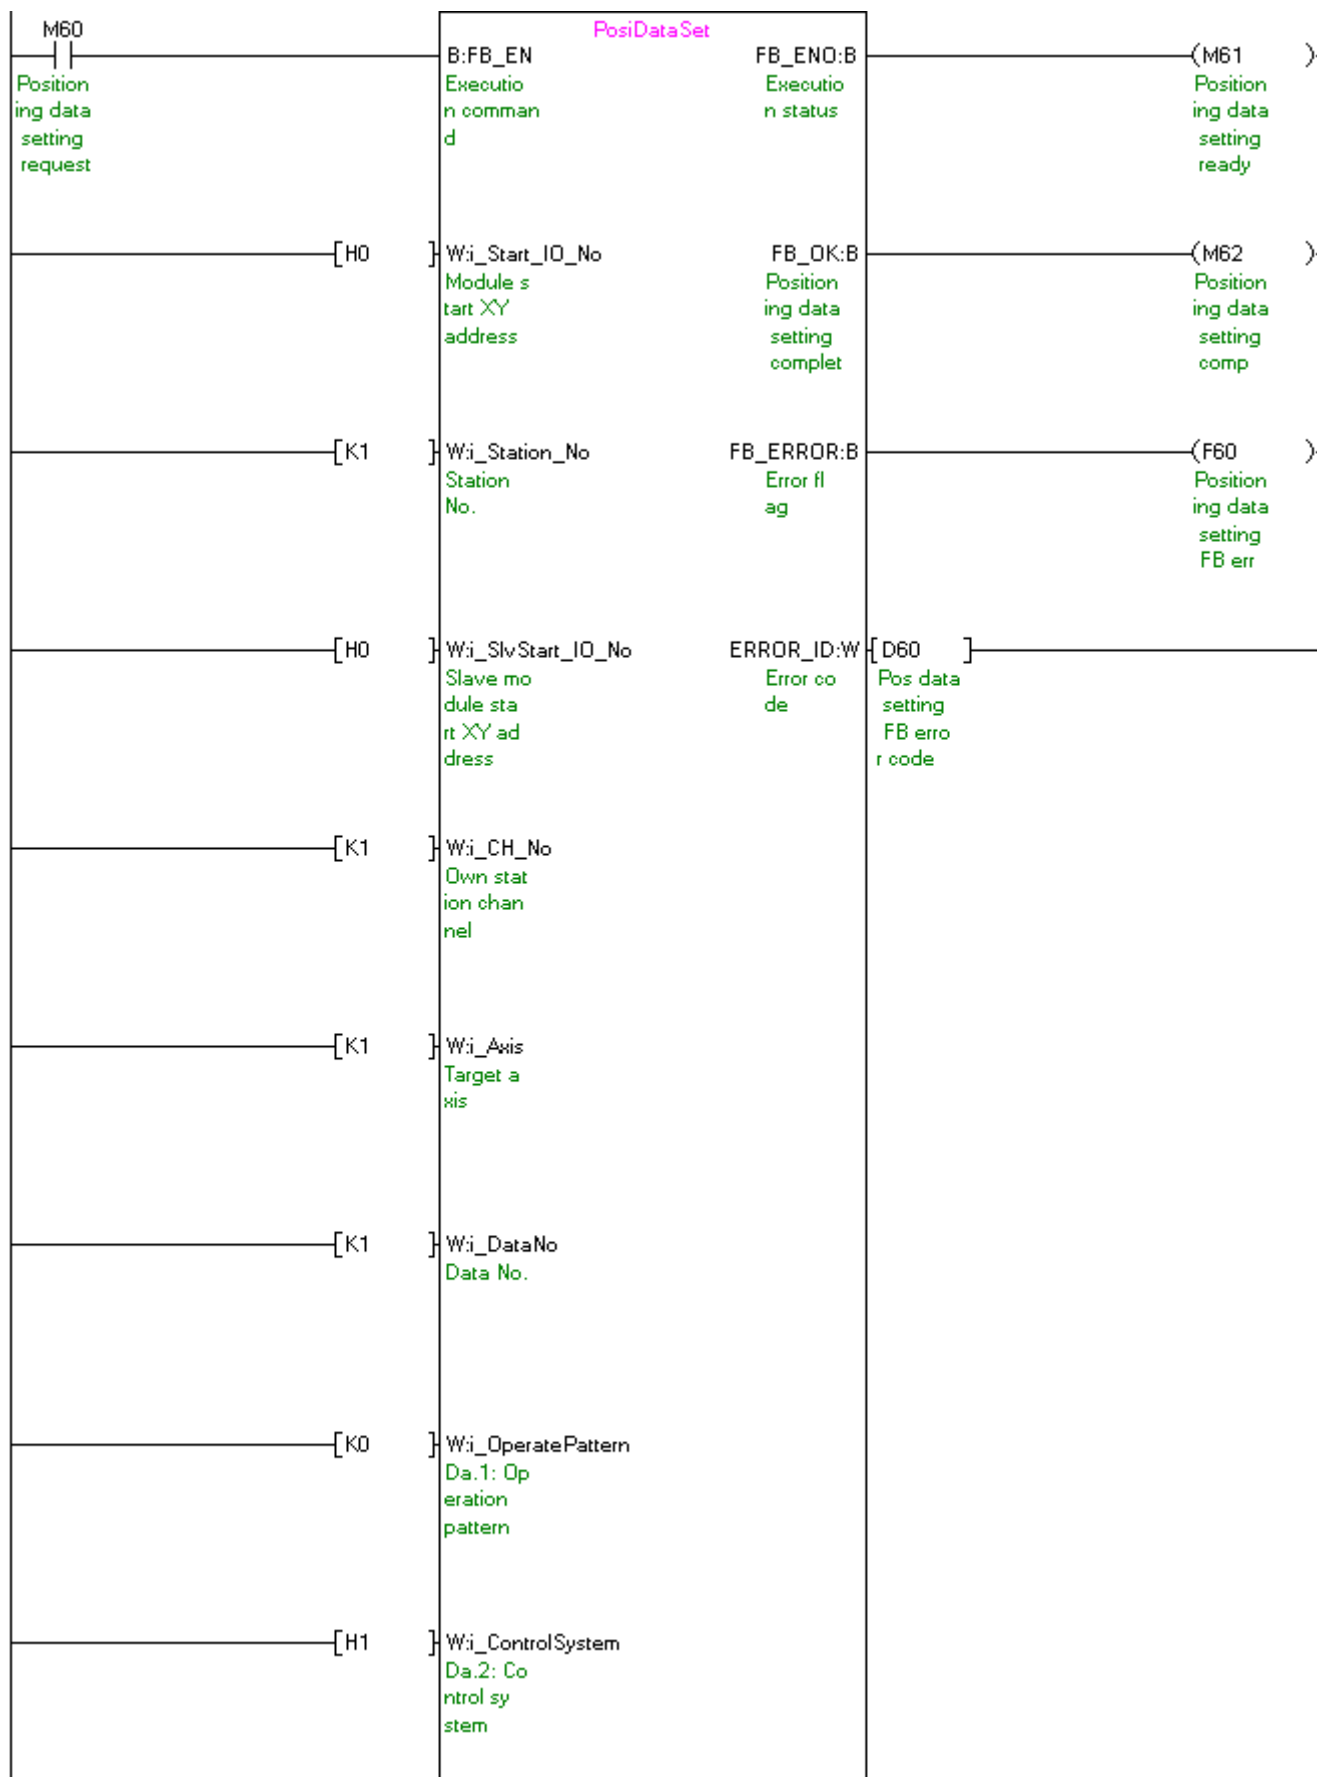 M60
PosiDataSet
B:FB_EN
FB_ENO:B
(M61 )
Position
ing data
setting
request
Executio
n comman
d
Executio
n status
Position
ing data
setting
ready
[H0 ]
W:i_Start_IO_No
FB_OK:B
(M62 )
Module s
tart XY
address
Position
ing data
setting
complet
Position
ing data
setting
comp
[K1 ]
W:i_Station_No
FB_ERROR:B
(F60 )
Station
No.
Error fl
ag
Position
ing data
setting
FB err
[H0 ]
W:i_SlvStart_IO_No
ERROR_ID:W
[D60 ]
Slave mo
dule sta
rt XY ad
dress
Error co
de
Pos data
setting
FB erro
r code
[K1 ]
W:i_CH_No
Own stat
ion chan
nel
[K1 ]
W:i_Axis
Target a
xis
[K1 ]
W:i_DataNo
Data No.
[K0 ]
W:i_OperatePattern
Da.1: Op
eration
pattern
[H1 ]
W:i_ControlSystem
Da.2: Co
ntrol sy
stem